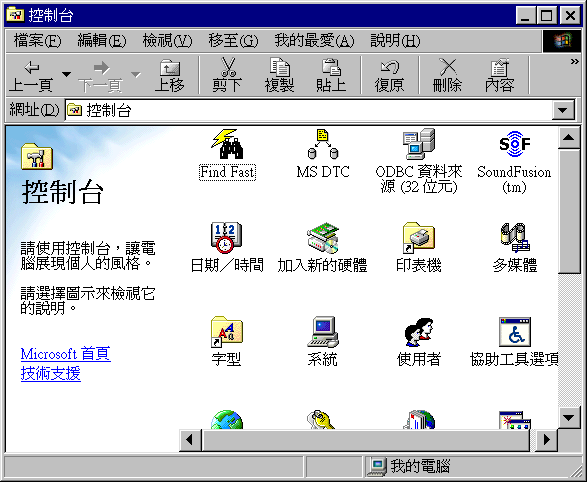 控制台
檔案(F) 編輯(E) 檢視(V) 移至(G) 我的最愛(A) 說明(H)
上一頁 下一頁 上移 剪下 複製 貼上 復原 刪除 內容 »
網址(D) 控制台
控制台
請使用控制台，讓電
腦展現個人的風格。
請選擇圖示來檢視它
的說明。
Microsoft 首頁
技術支援
Find Fast
MS DTC
ODBC 資料來
源 (32 位元)
SoundFusion
(tm)
日期／時間
加入新的硬體
印表機
多媒體
字型
系統
使用者
協助工具選項
我的電腦